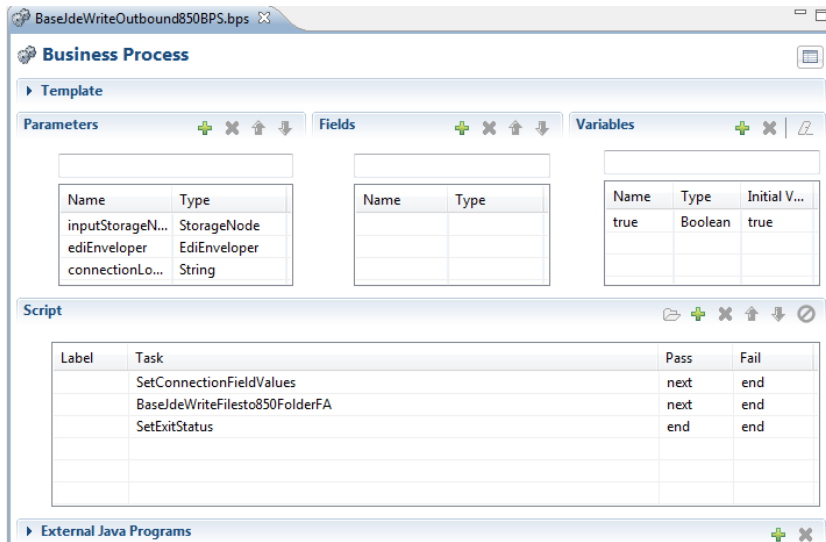 BaseJdeWriteOutbound850BPS.bps
Business Process
Template
Parameters
Fields
Variables
Name Type
inputStorageN... StorageNode
ediEnveloper EdiEnveloper
connectionLo... String
Name Type
Name Type Initial V...
true Boolean true
Script
Label Task Pass Fail
SetConnectionFieldValues next end
BaseJdeWriteFilesto850FolderFA next end
SetExitStatus end end
External Java Programs